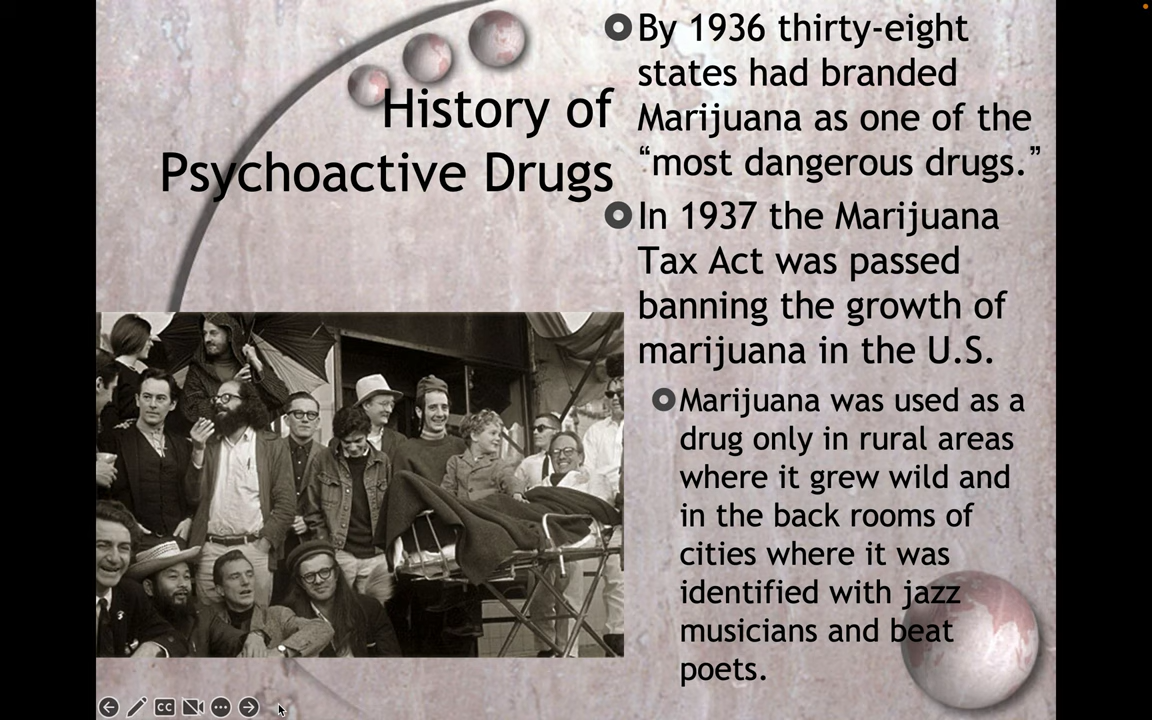 History of
Psychoactive Drugs
By 1936 thirty-eight
states had branded
Marijuana as one of the
“most dangerous drugs.”
In 1937 the Marijuana
Tax Act was passed
banning the growth of
marijuana in the U.S.
Marijuana was used as a
drug only in rural areas
where it grew wild and
in the back rooms of
cities where it was
identified with jazz
musicians and beat
poets.
CC